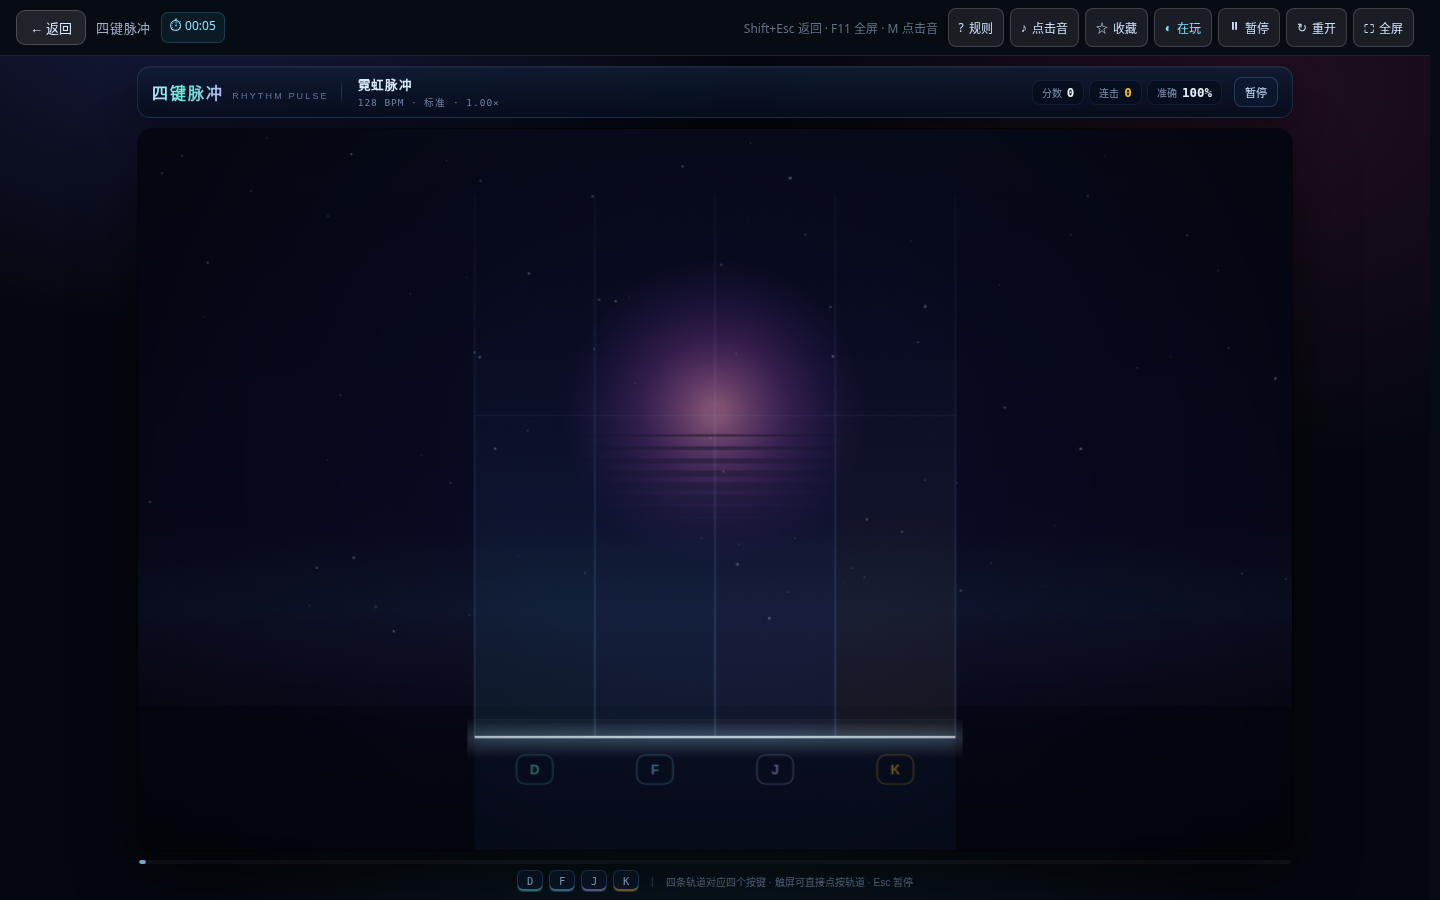 ← 返回 四键脉冲 ⏱ 00:05 Shift+Esc 返回 · F11 全屏 · M 点击音 ? 规则 ♪ 点击音 ☆ 收藏 在玩 ⏸ 暂停 ↻ 重开 ⛶ 全屏
四键脉冲 RHYTHM PULSE
霓虹脉冲
128 BPM · 标准 · 1.00×
分数 0 连击 0 准确 100% 暂停
D F J K
D F J K 四条轨道对应四个按键 · 触屏可直接点按轨道 · Esc 暂停